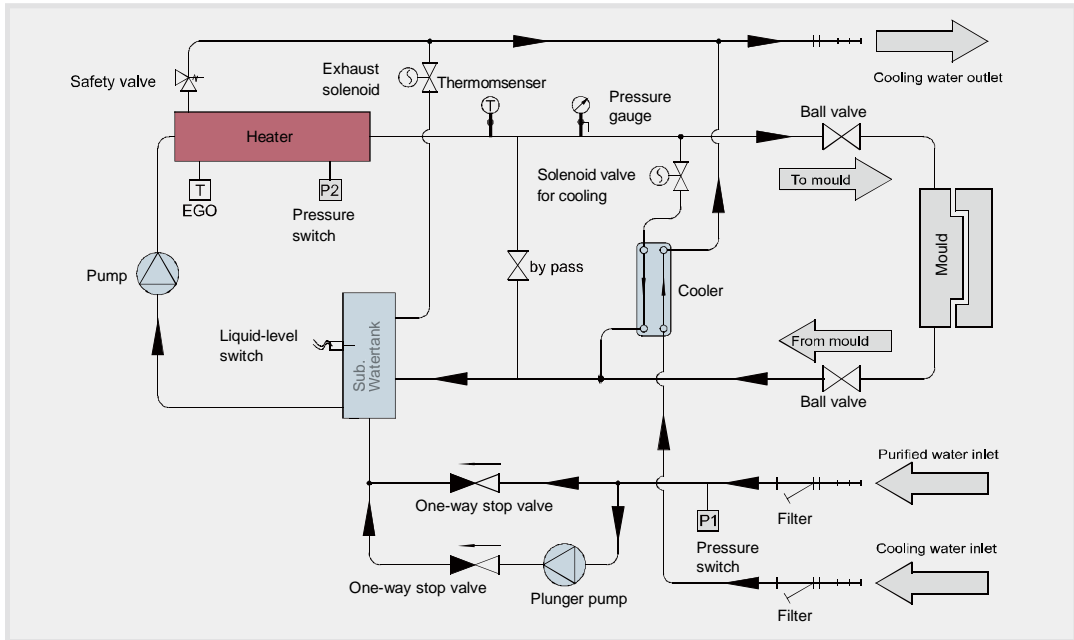 Safety valve
Exhaust
solenoid
Thermomsenser
Pressure
gauge
Cooling water outlet
Ball valve
Heater
T
T
EGO
P2
Pressure
switch
Solenoid valve
for cooling
To mould
Mould
Pump
by pass
Cooler
Liquid-level
switch
Sub.
Watertank
From mould
Ball valve
Purified water inlet
One-way stop valve
P1
Filter
Pressure
switch
Cooling water inlet
One-way stop valve
Plunger pump
Filter